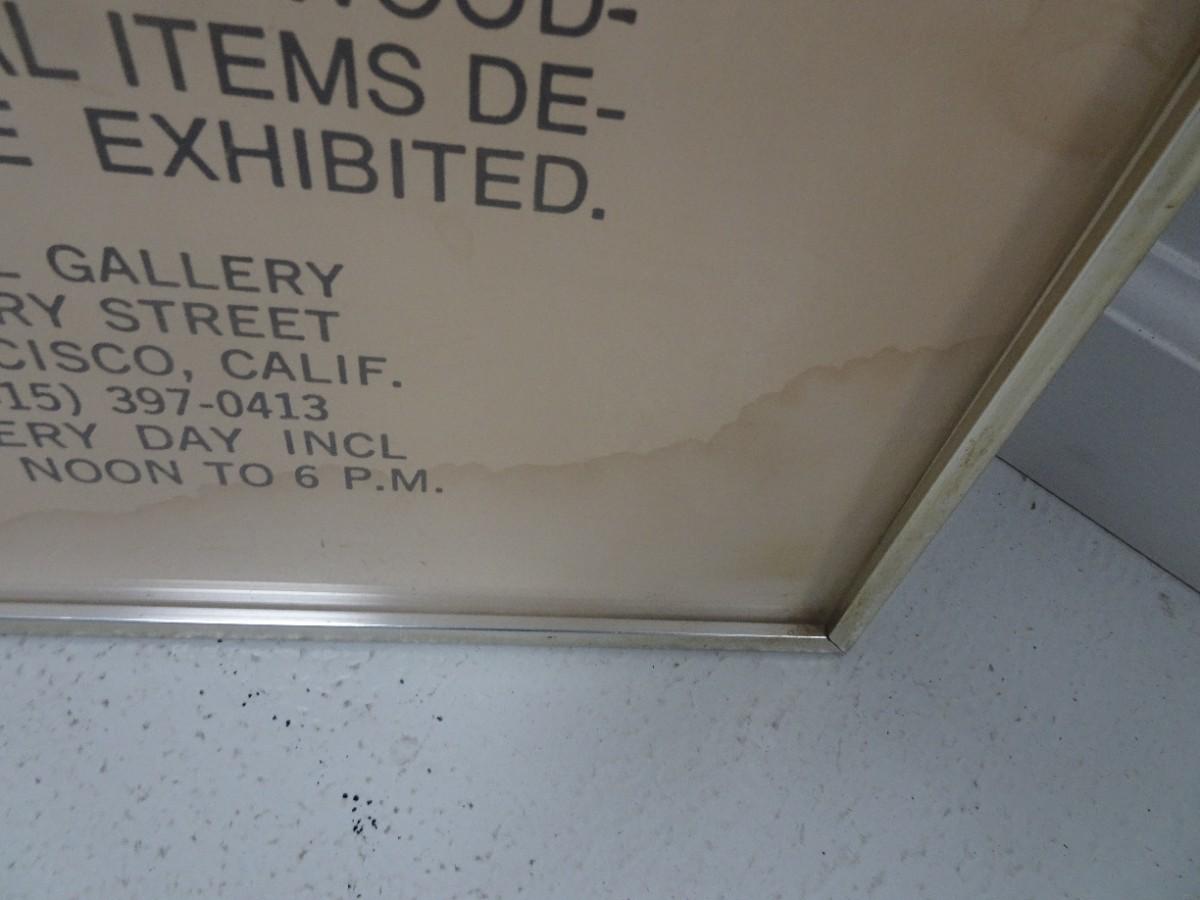 WOOD-
AL ITEMS DE-
E EXHIBITED.
L GALLERY
RY STREET
CISCO, CALIF.
15) 397-0413
ERY DAY INCL
NOON TO 6 P.M.